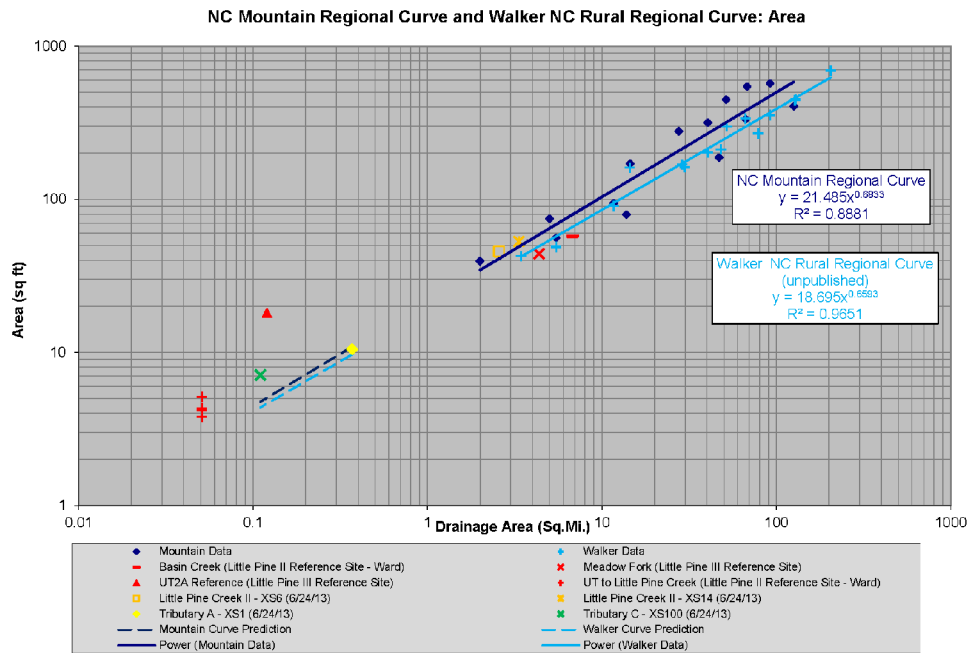 NC Mountain Regional Curve and Walker NC Rural Regional Curve: Area
1000
100
10
1
Area (sq ft)
NC Mountain Regional Curve
y = 21.485x^0.6833
R² = 0.8881
Walker NC Rural Regional Curve
(unpublished)
y = 18.695x^0.6593
R² = 0.9651
0.01 0.1 1 10 100 1000
Drainage Area (Sq.Mi.)
Mountain Data
Walker Data
Basin Creek (Little Pine II Reference Site - Ward)
Meadow Fork (Little Pine III Reference Site)
UT2A Reference (Little Pine III Reference Site)
UT to Little Pine Creek (Little Pine II Reference Site - Ward)
Little Pine Creek II - XS6 (6/24/13)
Little Pine Creek II - XS14 (6/24/13)
Tributary A - XS1 (6/24/13)
Tributary C - XS100 (6/24/13)
Mountain Curve Prediction
Walker Curve Prediction
Power (Mountain Data)
Power (Walker Data)